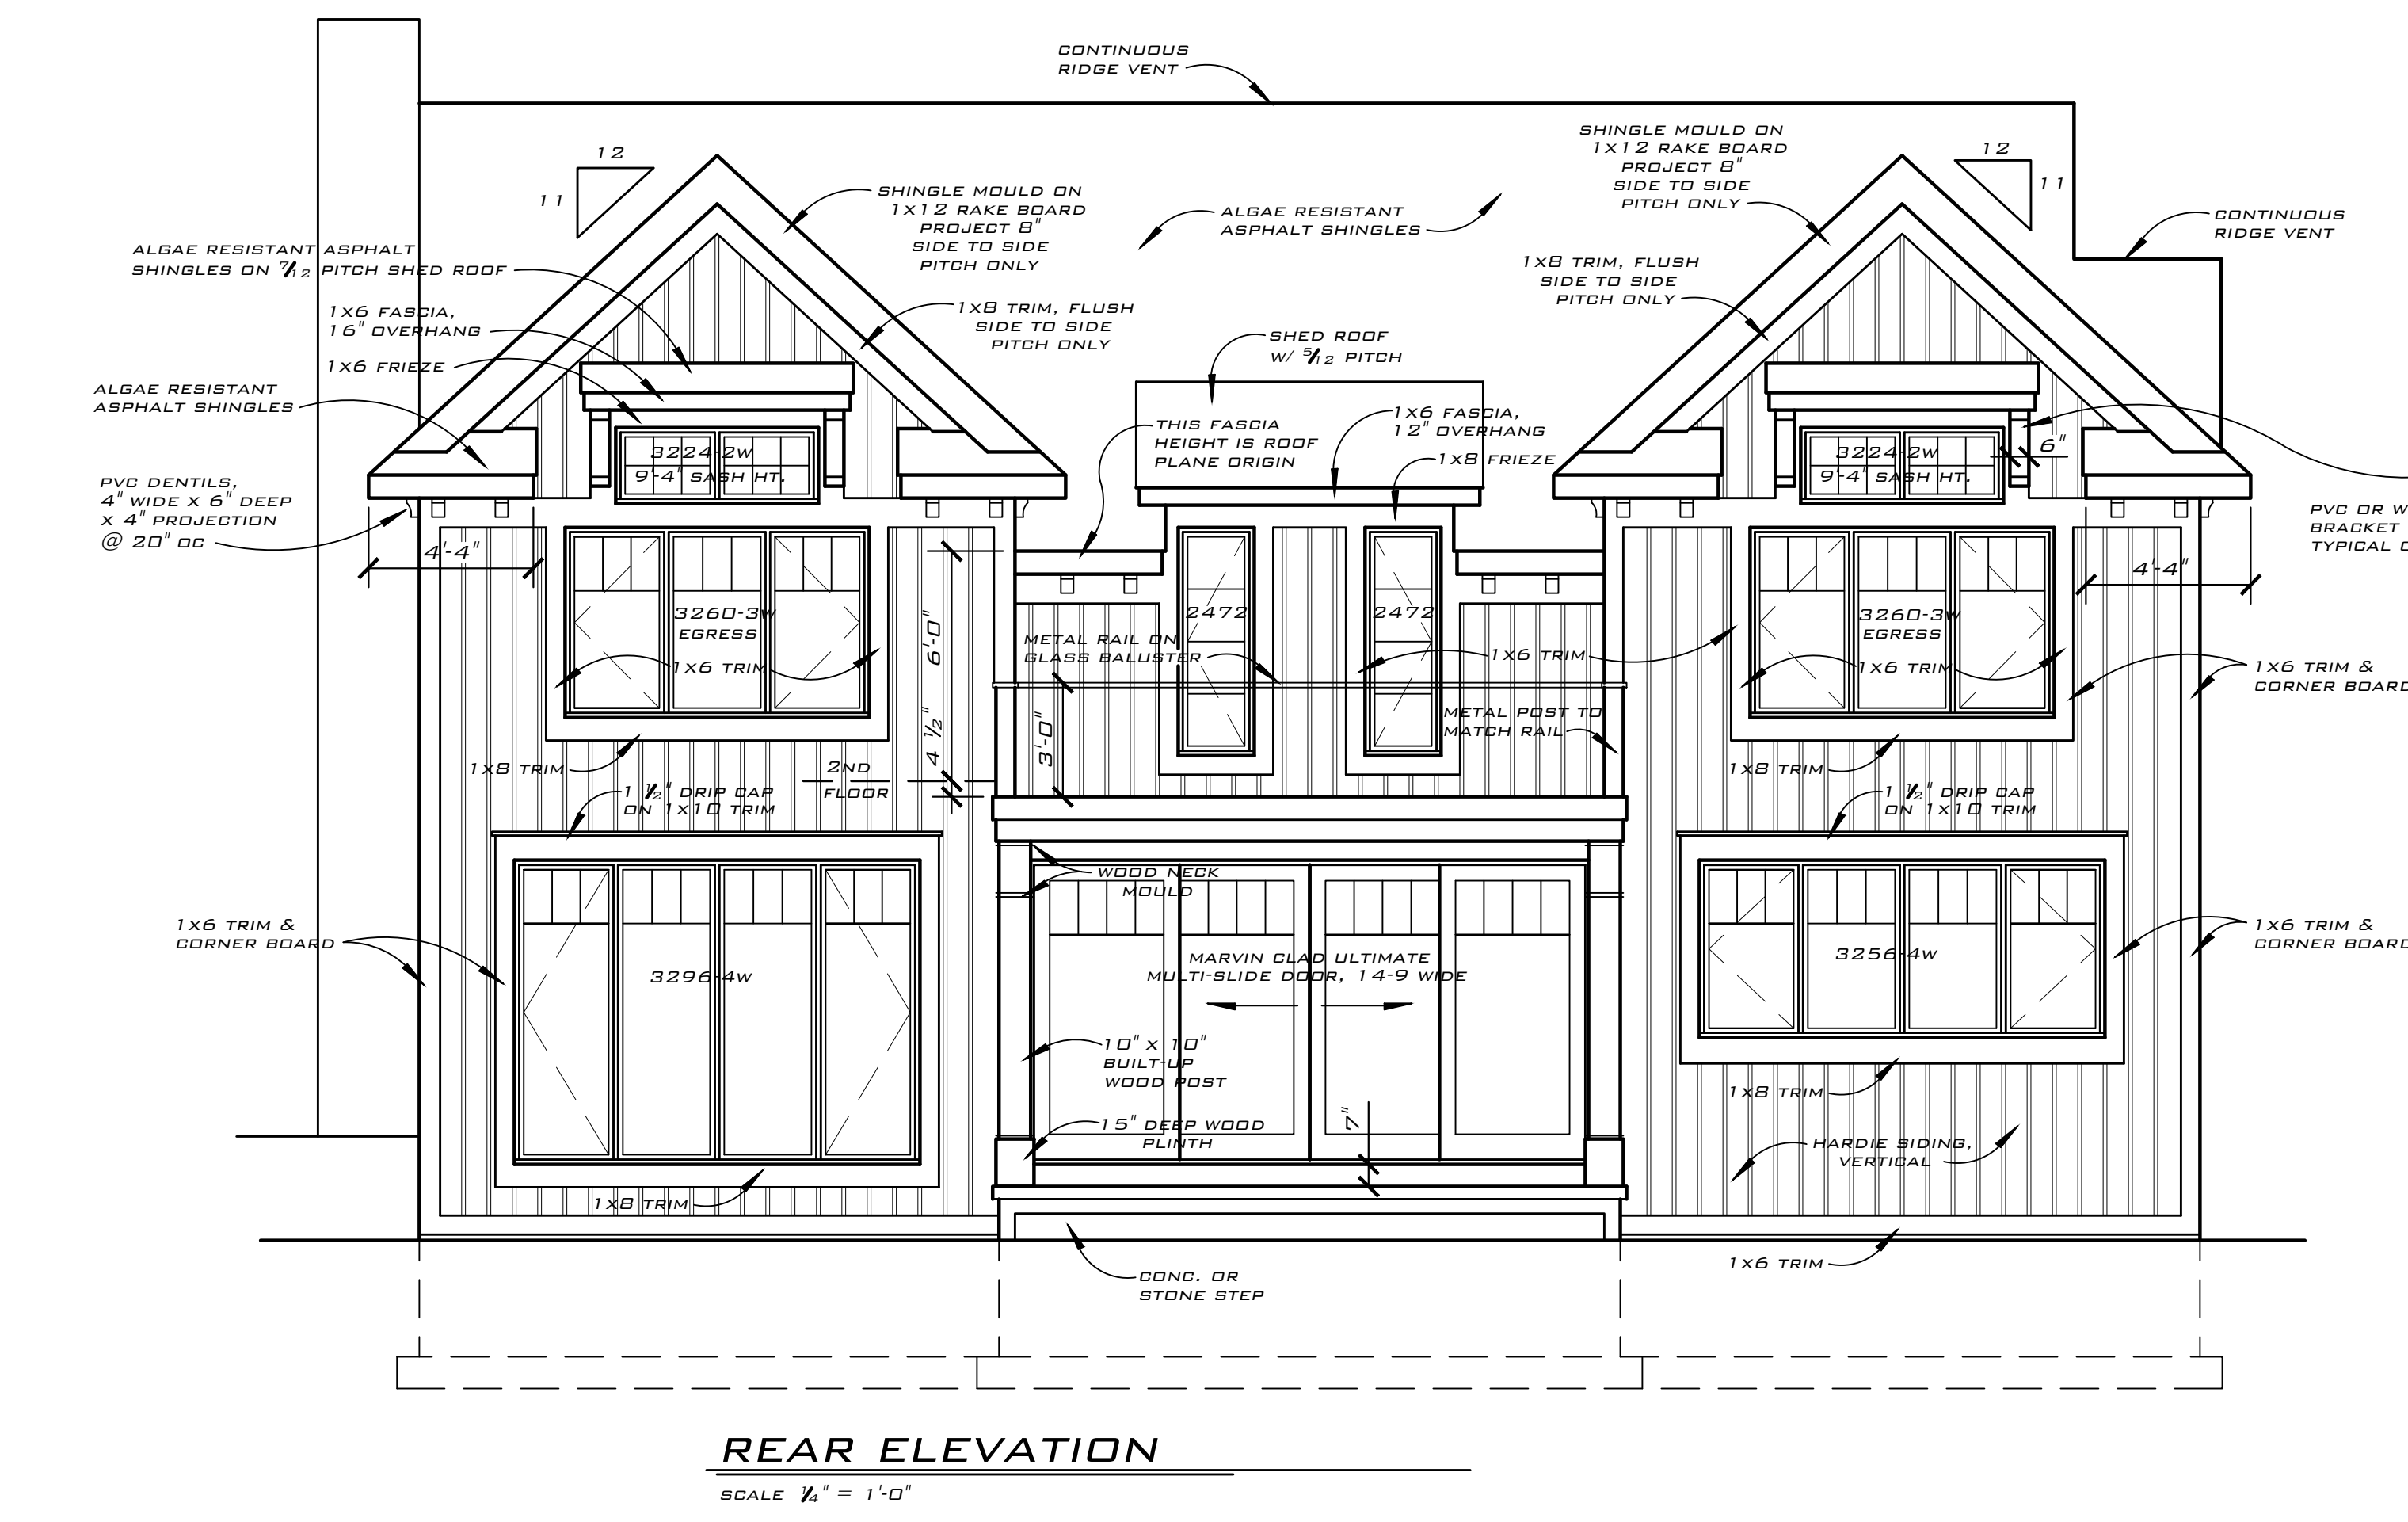 CONTINUOUS
RIDGE VENT
12
11
SHINGLE MOULD ON
1x12 RAKE BOARD
PROJECT 8"
SIDE TO SIDE
PITCH ONLY
ALGAE RESISTANT
ASPHALT SHINGLES
SHINGLE MOULD ON
1x12 RAKE BOARD
PROJECT 8"
SIDE TO SIDE
PITCH ONLY
12
11
CONTINUOUS
RIDGE VENT
ALGAE RESISTANT ASPHALT
SHINGLES ON 7/12 PITCH SHED ROOF
1x6 FASCIA,
16" OVERHANG
1x6 FRIEZE
ALGAE RESISTANT
ASPHALT SHINGLES
PVC DENTILS,
4" WIDE X 6" DEEP
X 4" PROJECTION
@ 20" OC
1x8 TRIM, FLUSH
SIDE TO SIDE
PITCH ONLY
SHED ROOF
W/ 5/12 PITCH
THIS FASCIA
HEIGHT IS ROOF
PLANE ORIGIN
1x6 FASCIA,
12" OVERHANG
1x8 FRIEZE
1x8 TRIM, FLUSH
SIDE TO SIDE
PITCH ONLY
3224-2w
9'-4" SASH HT.
3224-2w
9'-4" SASH HT.
6"
PVC OR W
BRACKET
TYPICAL
4'-4"
4'-4"
3260-3w
EGRESS
1x6 TRIM
6'-0"
4 1/2"
3'-0"
METAL RAIL ON
GLASS BALUSTER
2472
2472
1x6 TRIM
METAL POST TO
MATCH RAIL
3260-3w
EGRESS
1x6 TRIM
1x6 TRIM &
CORNER BOARD
1x8 TRIM
2ND
FLOOR
1 1/2" DRIP CAP
ON 1x10 TRIM
1x8 TRIM
1 1/2" DRIP CAP
ON 1x10 TRIM
WOOD NECK
MOULD
1x6 TRIM &
CORNER BOARD
3296-4w
MARVIN CLAD ULTIMATE
MULTI-SLIDE DOOR, 14-9 WIDE
3256-4w
1x6 TRIM &
CORNER BOARD
10" X 10"
BUILT-UP
WOOD POST
15" DEEP WOOD
PLINTH
7"
1x8 TRIM
HARDIE SIDING,
VERTICAL
1x8 TRIM
1x6 TRIM
CONC. OR
STONE STEP
REAR ELEVATION
SCALE 1/4" = 1'-0"